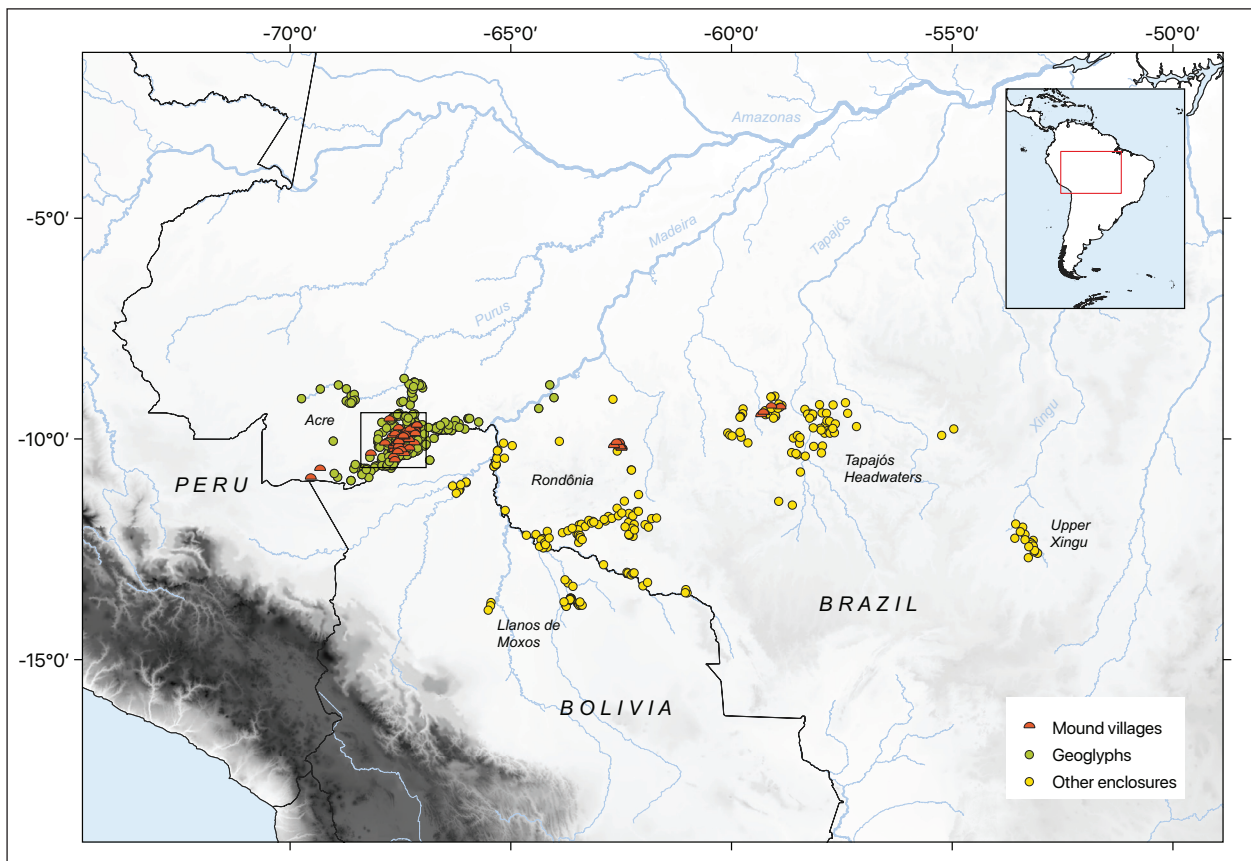 -70°0′ -65°0′ -60°0′ -55°0′ -50°0′
Amazonas
-5°0′
Madeira
Tapajós
Purus
Xingu
Acre
-10°0′
PERU
Rondônia
Tapajós
Headwaters
Upper
Xingu
BRAZIL
Llanos de
Moxos
-15°0′
BOLIVIA
Mound villages
Geoglyphs
Other enclosures